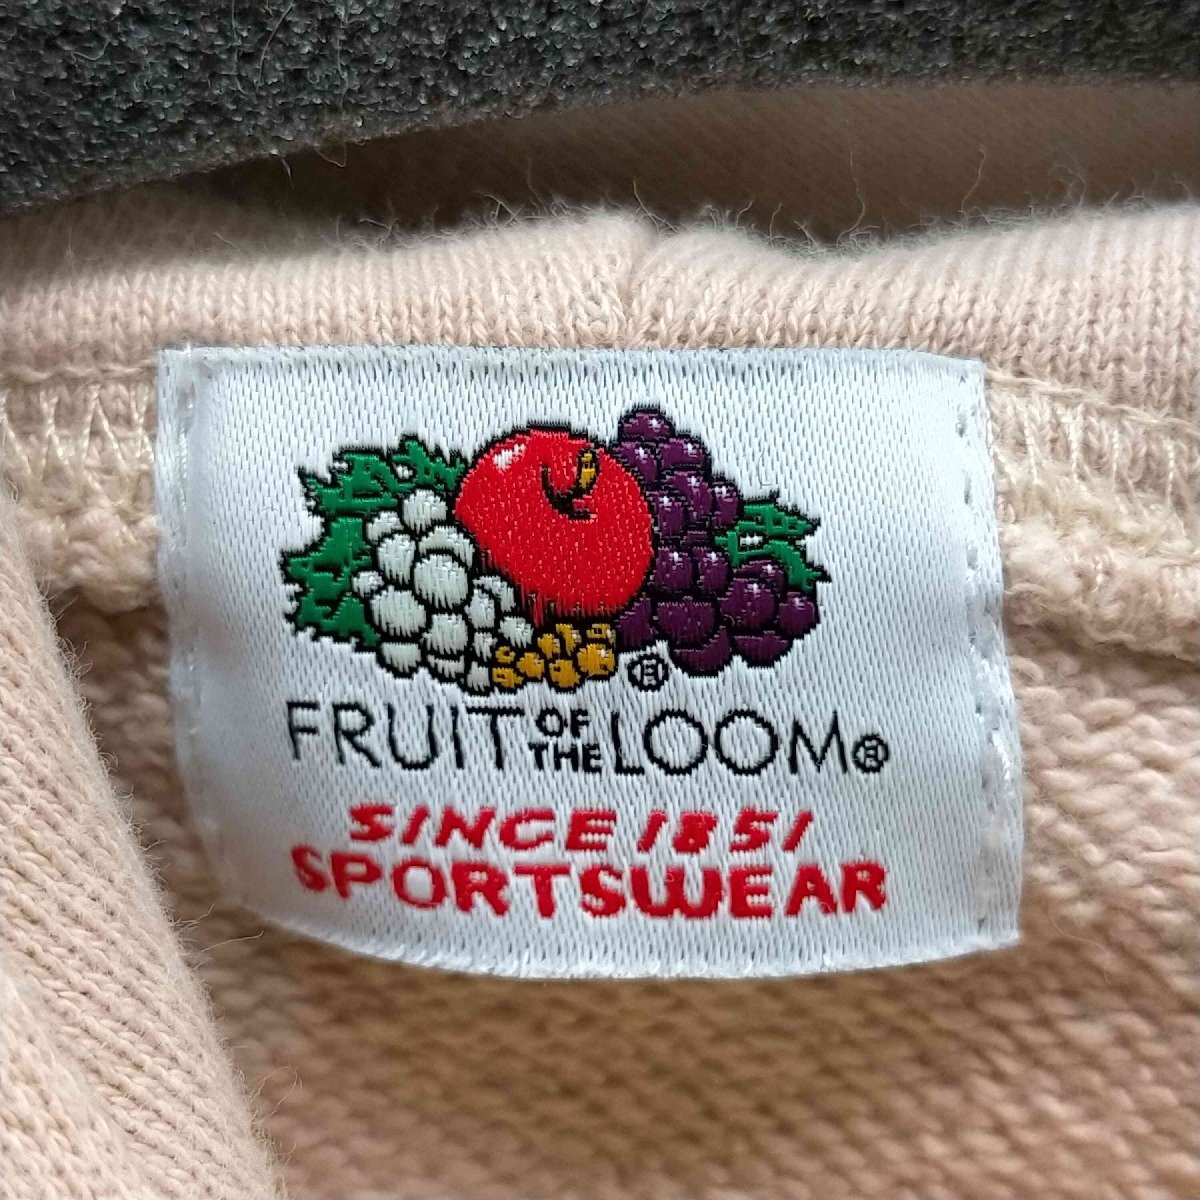 ®
FRUIT OF THE LOOM®
SINCE 1851
SPORTSWEAR